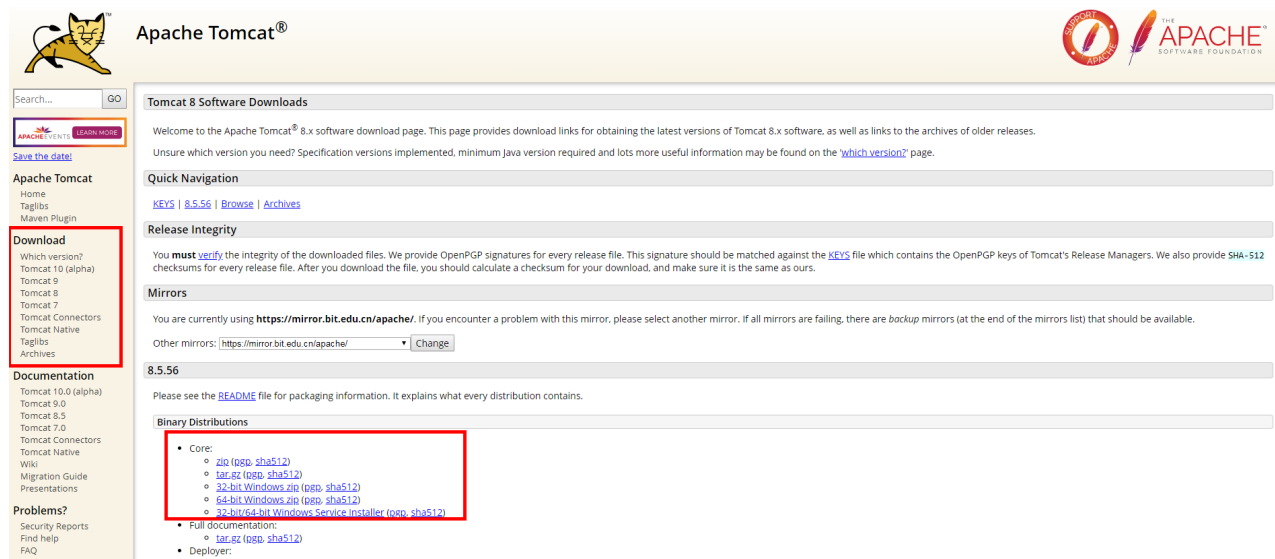 TM
Apache Tomcat®
SUPPORT
APACHE
THE
APACHE®
SOFTWARE FOUNDATION
Search... GO
APACHEEVENTS LEARN MORE
Save the date!
Apache Tomcat
Home
Taglibs
Maven Plugin
Download
Which version?
Tomcat 10 (alpha)
Tomcat 9
Tomcat 8
Tomcat 7
Tomcat Connectors
Tomcat Native
Taglibs
Archives
Documentation
Tomcat 10.0 (alpha)
Tomcat 9.0
Tomcat 8.5
Tomcat 7.0
Tomcat Connectors
Tomcat Native
Wiki
Migration Guide
Presentations
Problems?
Security Reports
Find help
FAQ
Tomcat 8 Software Downloads
Welcome to the Apache Tomcat® 8.x software download page. This page provides download links for obtaining the latest versions of Tomcat 8.x software, as well as links to the archives of older releases.
Unsure which version you need? Specification versions implemented, minimum Java version required and lots more useful information may be found on the 'which version?' page.
Quick Navigation
KEYS | 8.5.56 | Browse | Archives
Release Integrity
You must verify the integrity of the downloaded files. We provide OpenPGP signatures for every release file. This signature should be matched against the KEYS file which contains the OpenPGP keys of Tomcat's Release Managers. We also provide SHA-512
checksums for every release file. After you download the file, you should calculate a checksum for your download, and make sure it is the same as ours.
Mirrors
You are currently using https://mirror.bit.edu.cn/apache/. If you encounter a problem with this mirror, please select another mirror. If all mirrors are failing, there are backup mirrors (at the end of the mirrors list) that should be available.
Other mirrors: https://mirror.bit.edu.cn/apache/ Change
8.5.56
Please see the README file for packaging information. It explains what every distribution contains.
Binary Distributions
• Core:
zip (pgp, sha512)
tar.gz (pgp, sha512)
32-bit Windows zip (pgp, sha512)
64-bit Windows zip (pgp, sha512)
32-bit/64-bit Windows Service Installer (pgp, sha512)
• Full documentation:
tar.gz (pgp, sha512)
• Deployer: